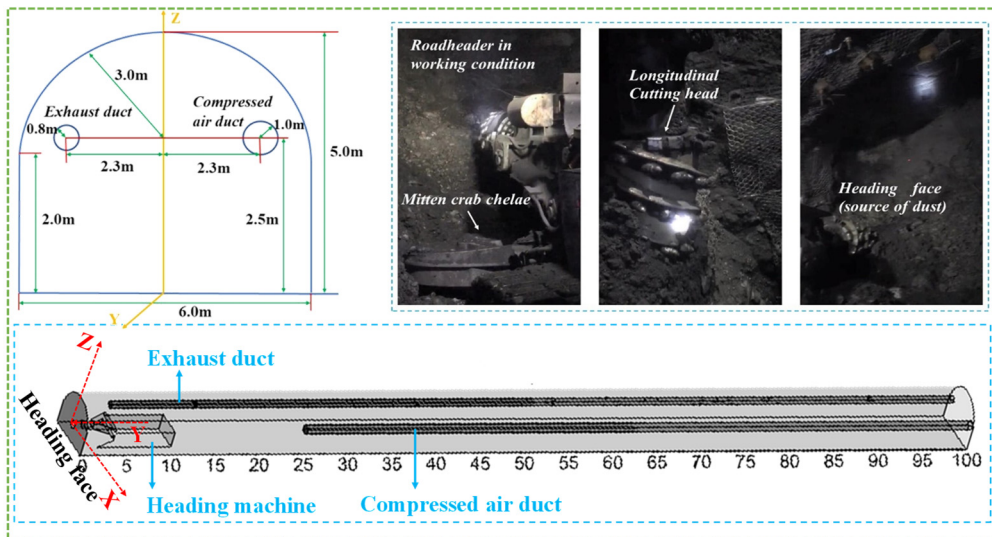 Z
3.0m
Exhaust duct
Compressed
air duct
0.8m
1.0m
2.3m
2.3m
5.0m
2.0m
2.5m
6.0m
Y
Roadheader in
working condition
Mitten crab chelae
Longitudinal
Cutting head
Heading face
(source of dust)
Z
Exhaust duct
Heading face
Y
X
0 5 10 15 20 25 30 35 40 45 50 55 60 65 70 75 80 85 90 95 100
Heading machine
Compressed air duct